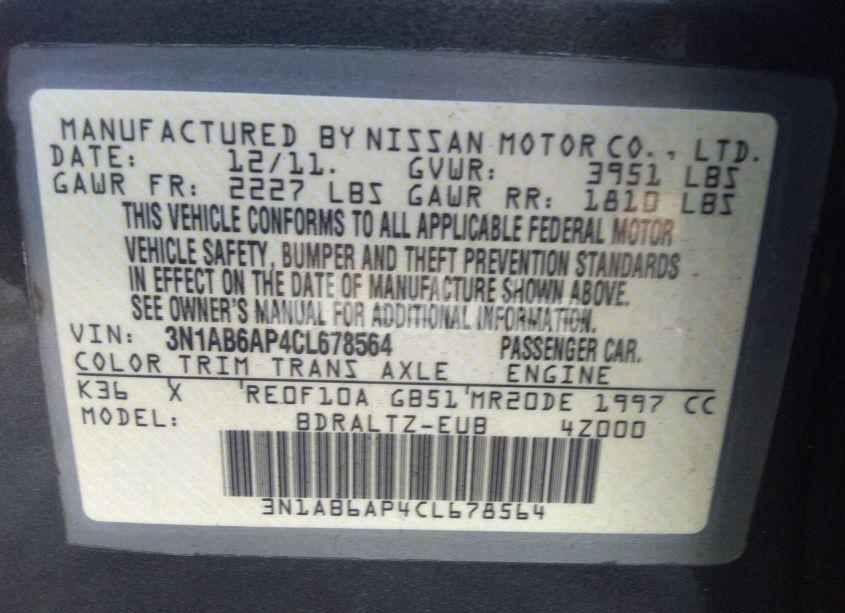 MANUFACTURED BY NISSAN MOTOR CO., LTD.
DATE: 12/11. GVWR: 3951 LBS
GAWR FR: 2227 LBS GAWR RR: 1810 LBS
THIS VEHICLE CONFORMS TO ALL APPLICABLE FEDERAL MOTOR
VEHICLE SAFETY, BUMPER AND THEFT PREVENTION STANDARDS
IN EFFECT ON THE DATE OF MANUFACTURE SHOWN ABOVE.
SEE OWNER'S MANUAL FOR ADDITIONAL INFORMATION.
VIN: 3N1AB6AP4CL678564 PASSENGER CAR.
COLOR TRIM TRANS AXLE ENGINE
K36 X 'RE0F10A GB51'MR20DE 1997 CC
MODEL: BDRALTZ-EUB 4Z000
3N1AB6AP4CL678564